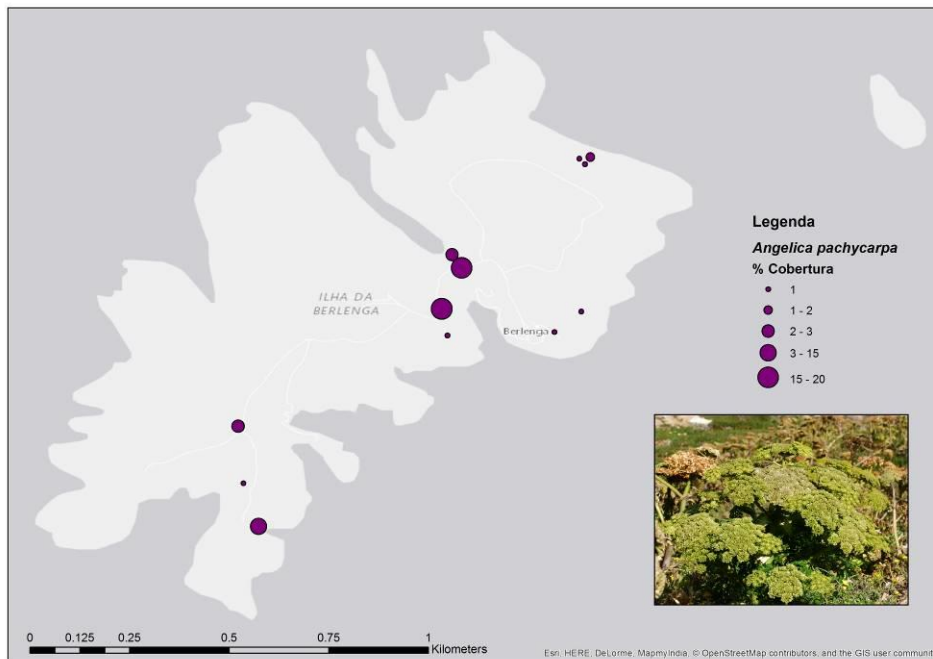 ILHA DA
BERLENGA
Berlenga
Legenda
Angelica pachycarpa
% Cobertura
1
1 - 2
2 - 3
3 - 15
15 - 20
0 0.125 0.25 0.5 0.75 1
Kilometers
Esri, HERE, DeLorme, MapmyIndia, © OpenStreetMap contributors, and the GIS user communit